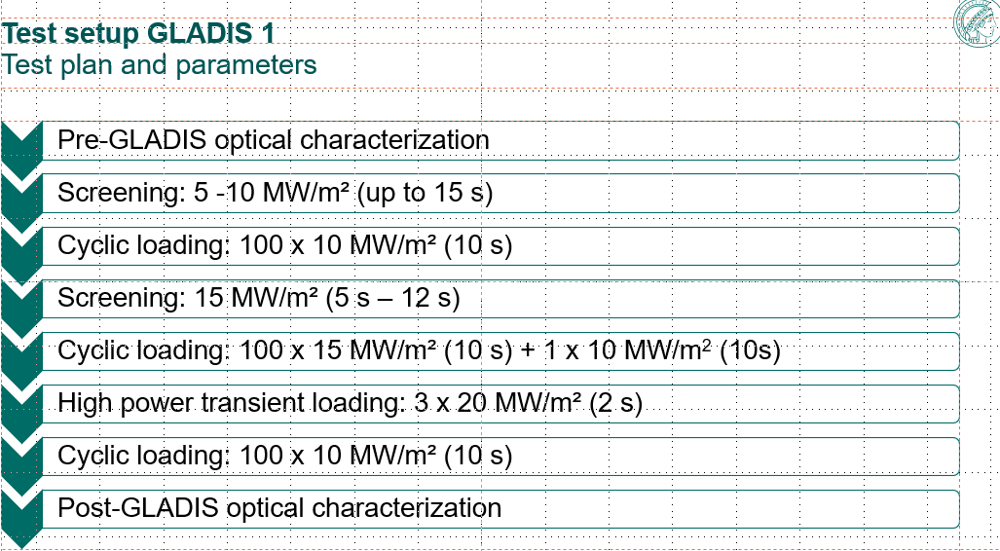 Test setup GLADIS 1
Test plan and parameters
Pre-GLADIS optical characterization
Screening: 5 -10 MW/m² (up to 15 s)
Cyclic loading: 100 x 10 MW/m² (10 s)
Screening: 15 MW/m² (5 s – 12 s)
Cyclic loading: 100 x 15 MW/m² (10 s) + 1 x 10 MW/m² (10s)
High power transient loading: 3 x 20 MW/m² (2 s)
Cyclic loading: 100 x 10 MW/m² (10 s)
Post-GLADIS optical characterization